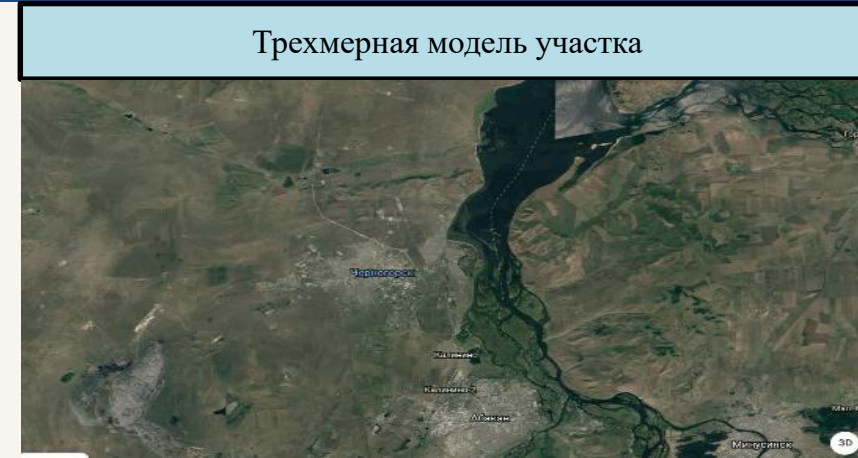 Трехмерная модель участка
Черногорск
Калинино
Калинино-2
Абакан
Минусинск
3D